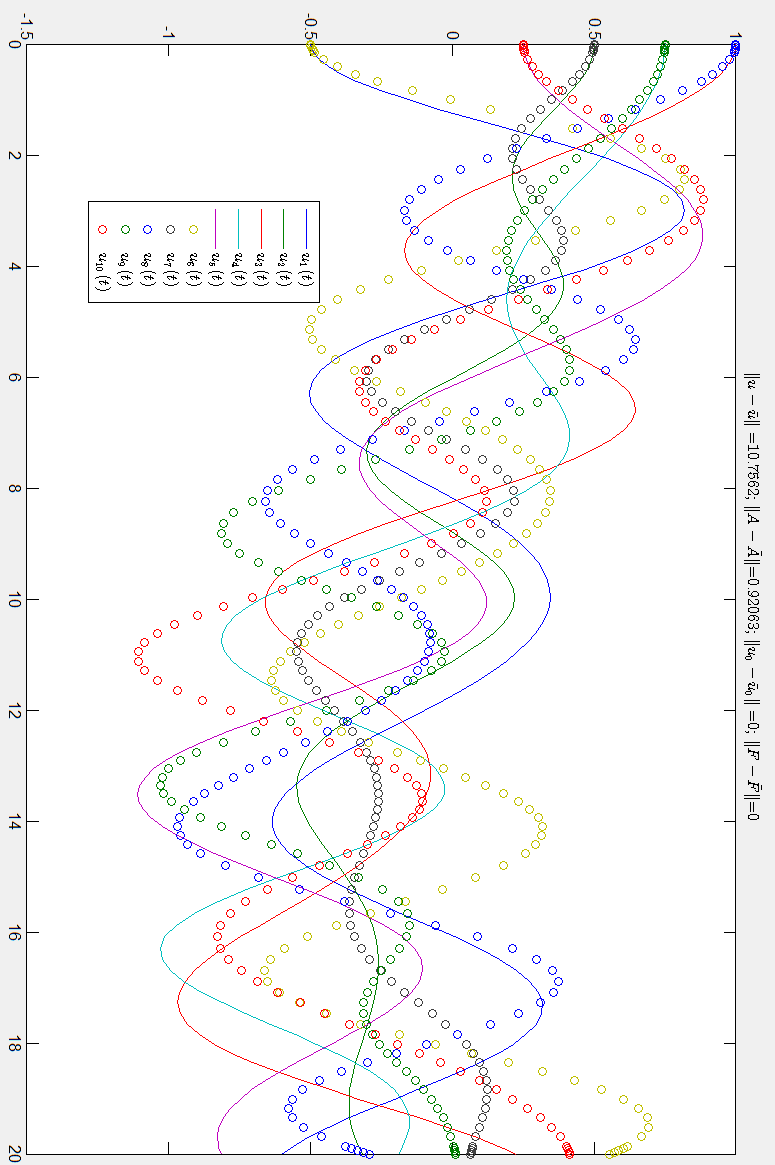 ‖u − ū‖ =10.7562; ‖A − Ā‖=0.92063; ‖u₀ − ū₀‖ =0; ‖F − F̄‖=0
1
0.5
0
-0.5
-1
-1.5
u₁(t)
u₂(t)
u₃(t)
u₄(t)
u₅(t)
u₆(t)
u₇(t)
u₈(t)
u₉(t)
u₁₀(t)
0 2 4 6 8 10 12 14 16 18 20